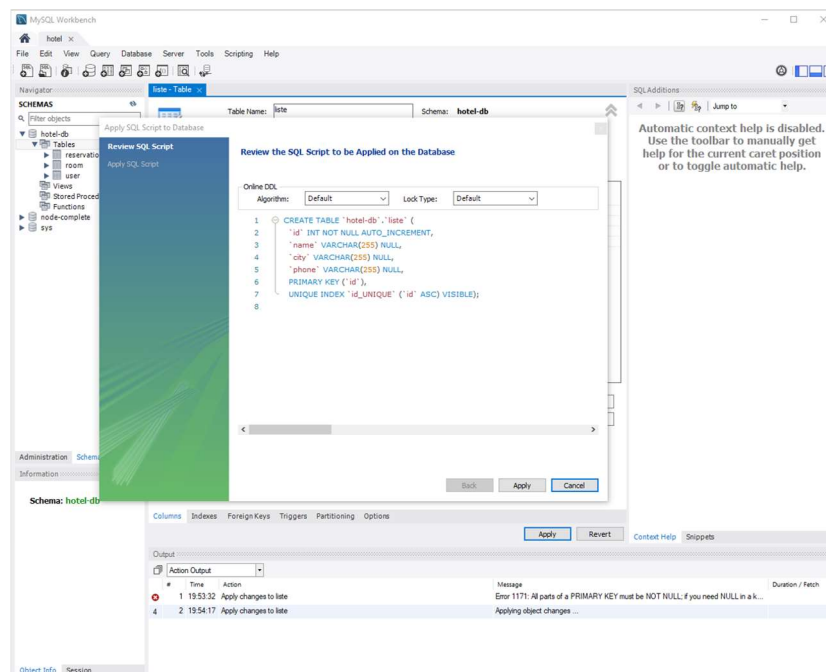 MySQL Workbench
hotel
File Edit View Query Database Server Tools Scripting Help
Navigator
SCHEMAS
Filter objects
hotel-db
Tables
reservatio
room
user
Views
Stored Proced
Functions
node-complete
sys
Administration Schem
Information
Schema: hotel-db
Object Info Session
liste - Table
Table Name: liste Schema: hotel-db
Apply SQL Script to Database
Review SQL Script
Apply SQL Script
Review the SQL Script to be Applied on the Database
Online DDL
Algorithm: Default Lock Type: Default
1 CREATE TABLE `hotel-db`.`liste` (
2 `id` INT NOT NULL AUTO_INCREMENT,
3 `name` VARCHAR(255) NULL,
4 `city` VARCHAR(255) NULL,
5 `phone` VARCHAR(255) NULL,
6 PRIMARY KEY (`id`),
7 UNIQUE INDEX `id_UNIQUE` (`id` ASC) VISIBLE);
8
Back Apply Cancel
Columns Indexes Foreign Keys Triggers Partitioning Options
Apply Revert
SQLAdditions
Jump to
Automatic context help is disabled.
Use the toolbar to manually get
help for the current caret position
or to toggle automatic help.
Context Help Snippets
Output
Action Output
# Time Action Message Duration / Fetch
1 19:53:32 Apply changes to liste Error 1171: All parts of a PRIMARY KEY must be NOT NULL; if you need NULL in a k...
4 2 19:54:17 Apply changes to liste Applying object changes ...